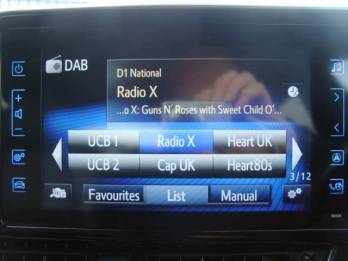 DAB
D1 National
Radio X
...o X: Guns N' Roses with Sweet Child O'...
UCB 1 Radio X Heart UK
UCB 2 Cap UK Heart80s
3/12
Favourites List Manual